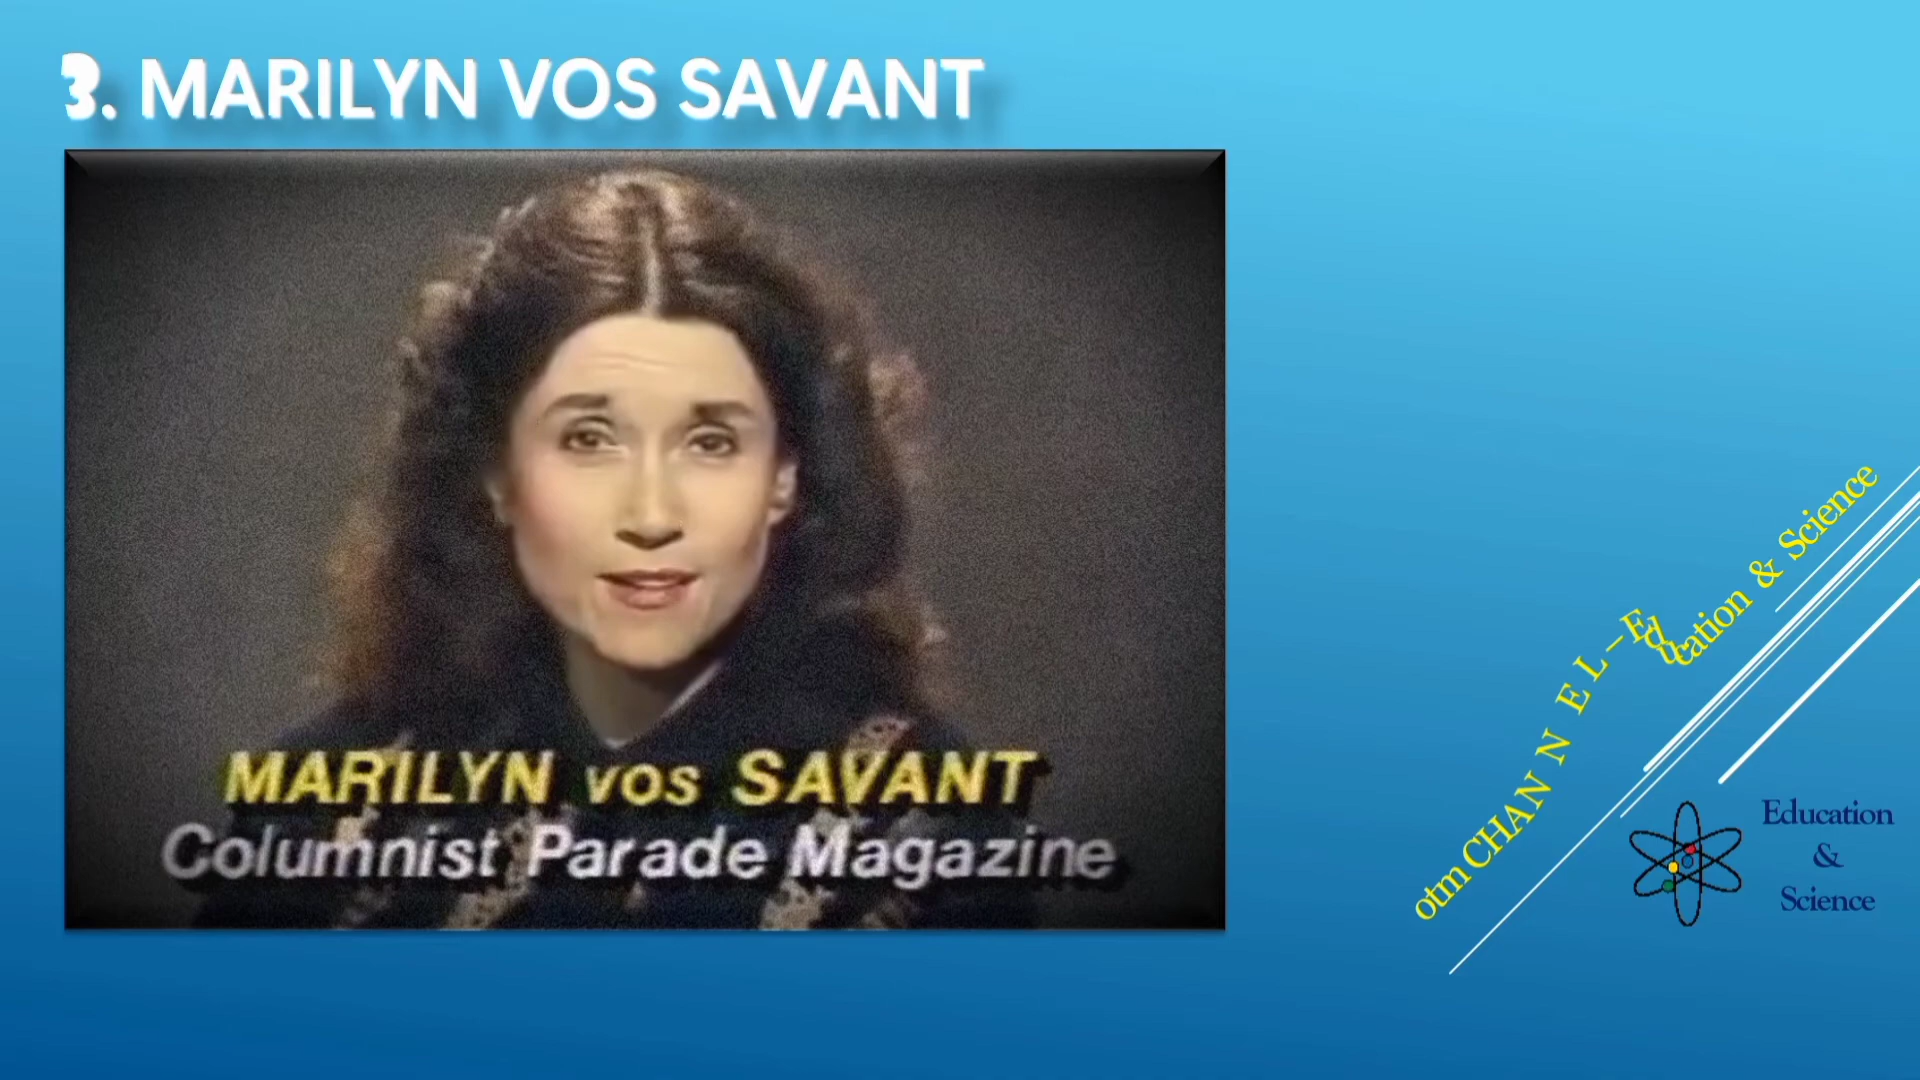 3. MARILYN VOS SAVANT
MARILYN vos SAVANT
Columnist Parade Magazine
otm CHANNEL – Education & Science
Education
&
Science